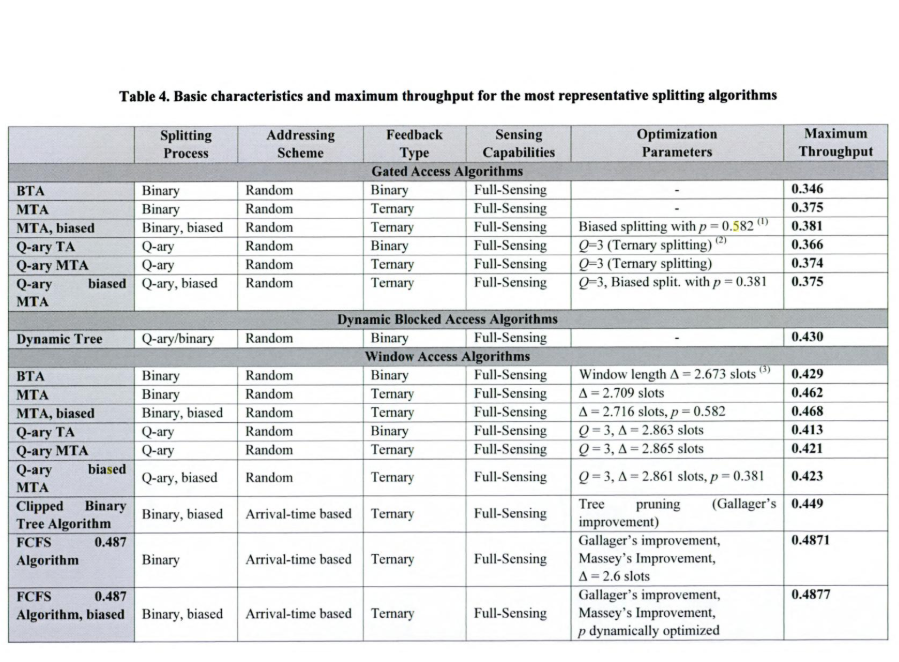 Table 4. Basic characteristics and maximum throughput for the most representative splitting algorithms
Splitting Process | Addressing Scheme | Feedback Type | Sensing Capabilities | Optimization Parameters | Maximum Throughput
Gated Access Algorithms
BTA | Binary | Random | Binary | Full-Sensing | - | 0.346
MTA | Binary | Random | Ternary | Full-Sensing | - | 0.375
MTA, biased | Binary, biased | Random | Ternary | Full-Sensing | Biased splitting with p = 0.582 (1) | 0.381
Q-ary TA | Q-ary | Random | Binary | Full-Sensing | Q=3 (Ternary splitting) (2) | 0.366
Q-ary MTA | Q-ary | Random | Ternary | Full-Sensing | Q=3 (Ternary splitting) | 0.374
Q-ary biased MTA | Q-ary, biased | Random | Ternary | Full-Sensing | Q=3, Biased split. with p = 0.381 | 0.375
Dynamic Blocked Access Algorithms
Dynamic Tree | Q-ary/binary | Random | Binary | Full-Sensing | - | 0.430
Window Access Algorithms
BTA | Binary | Random | Binary | Full-Sensing | Window length Δ = 2.673 slots (3) | 0.429
MTA | Binary | Random | Ternary | Full-Sensing | Δ = 2.709 slots | 0.462
MTA, biased | Binary, biased | Random | Ternary | Full-Sensing | Δ = 2.716 slots, p = 0.582 | 0.468
Q-ary TA | Q-ary | Random | Binary | Full-Sensing | Q = 3, Δ = 2.863 slots | 0.413
Q-ary MTA | Q-ary | Random | Ternary | Full-Sensing | Q = 3, Δ = 2.865 slots | 0.421
Q-ary biased MTA | Q-ary, biased | Random | Ternary | Full-Sensing | Q = 3, Δ = 2.861 slots, p = 0.381 | 0.423
Clipped Binary Tree Algorithm | Binary, biased | Arrival-time based | Ternary | Full-Sensing | Tree pruning (Gallager's improvement) | 0.449
FCFS 0.487 Algorithm | Binary | Arrival-time based | Ternary | Full-Sensing | Gallager's improvement, Massey's Improvement, Δ = 2.6 slots | 0.4871
FCFS 0.487 Algorithm, biased | Binary, biased | Arrival-time based | Ternary | Full-Sensing | Gallager's improvement, Massey's Improvement, p dynamically optimized | 0.4877